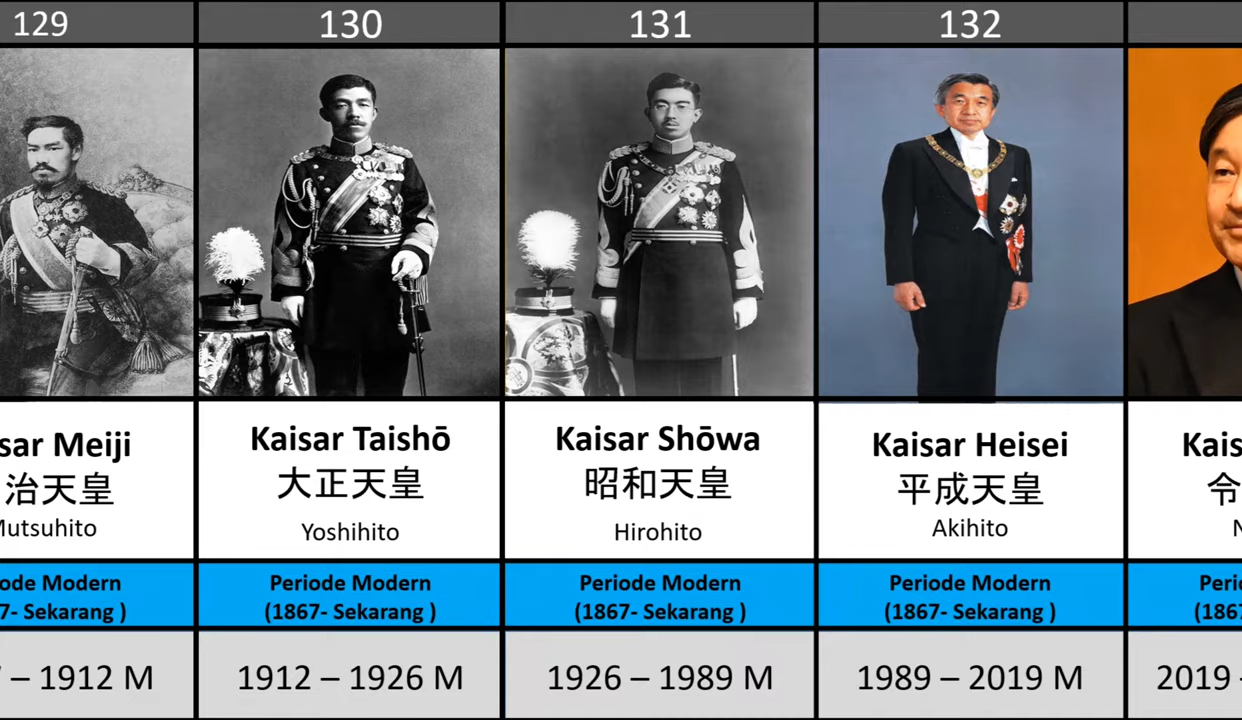 129
sar Meiji
治天皇
Mutsuhito
ode Modern
7- Sekarang )
– 1912 M
130
Kaisar Taishō
大正天皇
Yoshihito
Periode Modern
(1867- Sekarang )
1912 – 1926 M
131
Kaisar Shōwa
昭和天皇
Hirohito
Periode Modern
(1867- Sekarang )
1926 – 1989 M
132
Kaisar Heisei
平成天皇
Akihito
Periode Modern
(1867- Sekarang )
1989 – 2019 M
Kais
令
N
Perio
(1867
2019 -